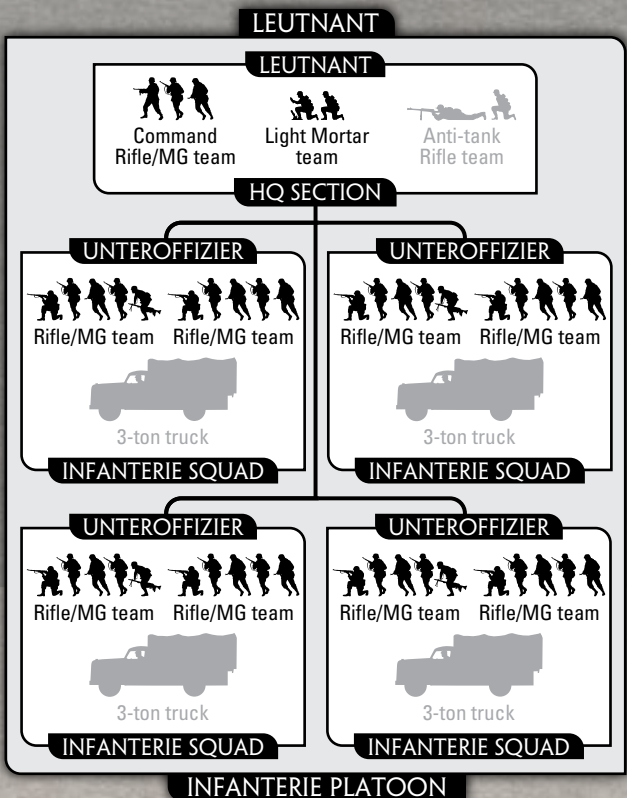 LEUTNANT
LEUTNANT
Command
Rifle/MG team
Light Mortar
team
Anti-tank
Rifle team
HQ SECTION
UNTEROFFIZIER
Rifle/MG team Rifle/MG team
3-ton truck
INFANTERIE SQUAD
UNTEROFFIZIER
Rifle/MG team Rifle/MG team
3-ton truck
INFANTERIE SQUAD
UNTEROFFIZIER
Rifle/MG team Rifle/MG team
3-ton truck
INFANTERIE SQUAD
UNTEROFFIZIER
Rifle/MG team Rifle/MG team
3-ton truck
INFANTERIE SQUAD
INFANTERIE PLATOON